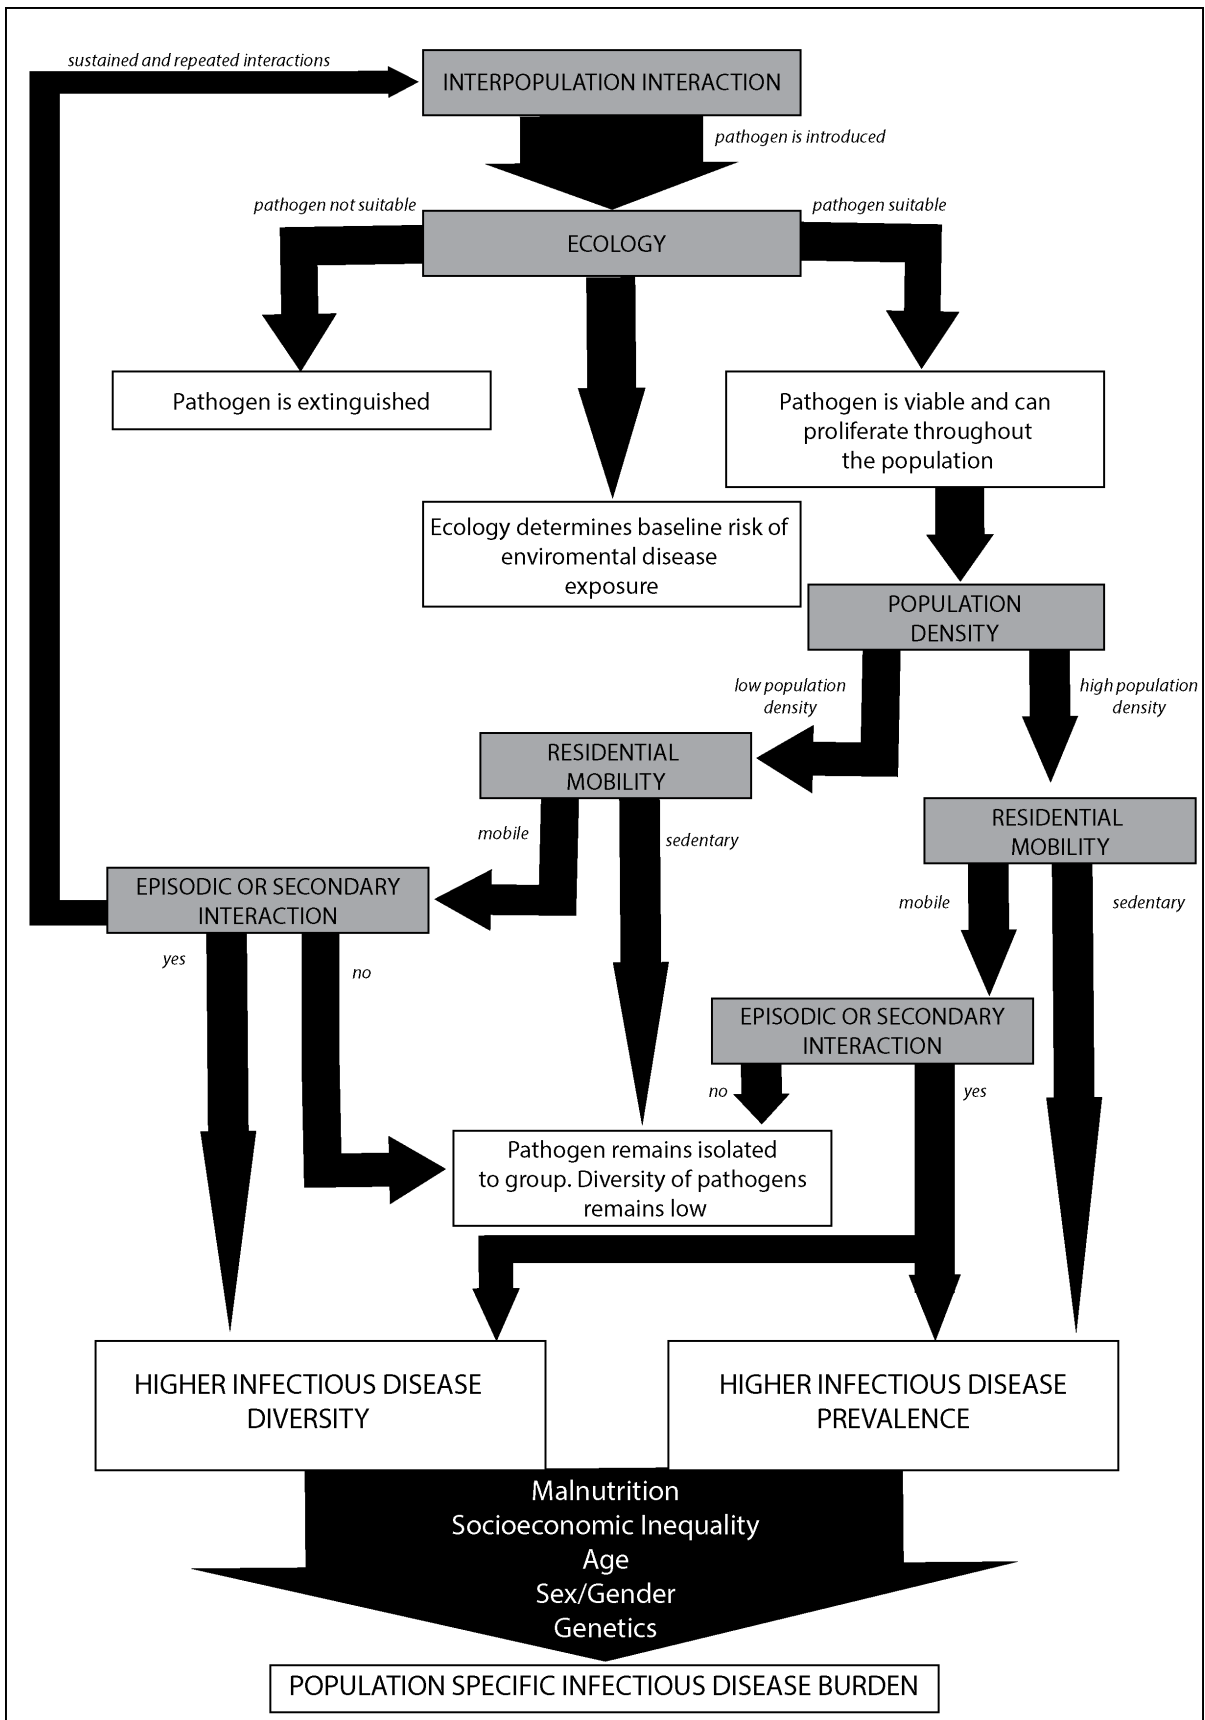 sustained and repeated interactions
INTERPOPULATION INTERACTION
pathogen is introduced
pathogen not suitable
pathogen suitable
ECOLOGY
Pathogen is extinguished
Pathogen is viable and can
proliferate throughout
the population
Ecology determines baseline risk of
enviromental disease
exposure
POPULATION
DENSITY
low population
density
high population
density
RESIDENTIAL
MOBILITY
RESIDENTIAL
MOBILITY
mobile
sedentary
EPISODIC OR SECONDARY
INTERACTION
mobile
sedentary
yes
no
EPISODIC OR SECONDARY
INTERACTION
no
yes
Pathogen remains isolated
to group. Diversity of pathogens
remains low
HIGHER INFECTIOUS DISEASE
DIVERSITY
HIGHER INFECTIOUS DISEASE
PREVALENCE
Malnutrition
Socioeconomic Inequality
Age
Sex/Gender
Genetics
POPULATION SPECIFIC INFECTIOUS DISEASE BURDEN